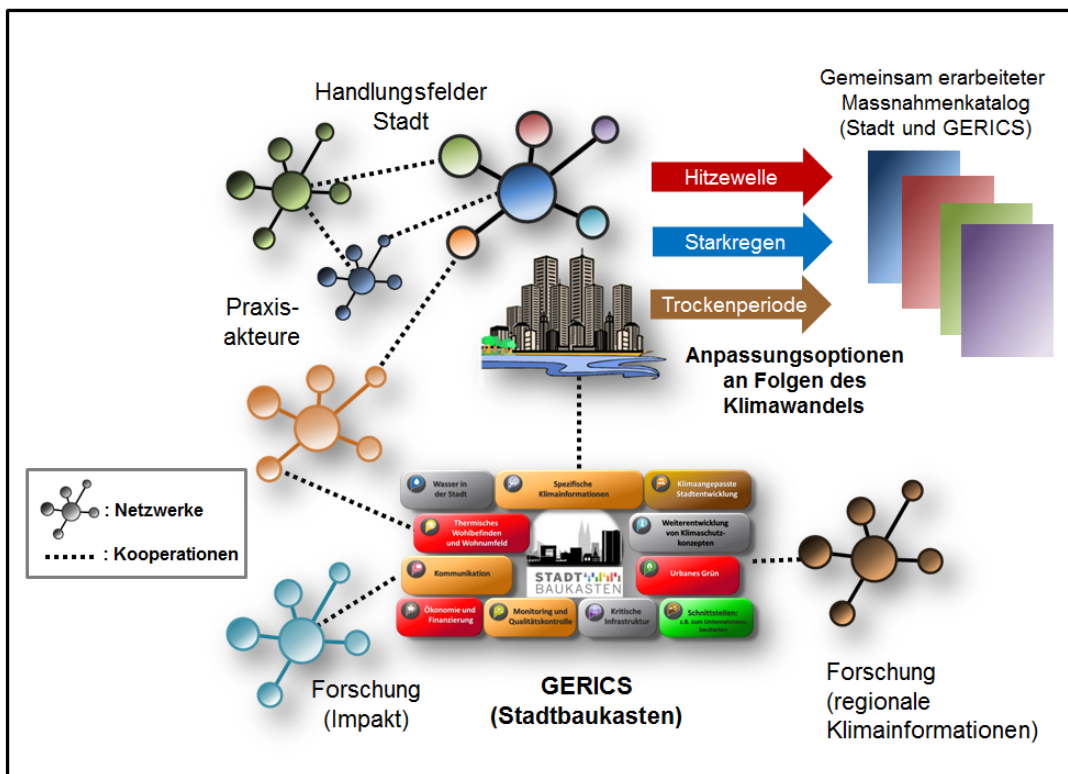 Handlungsfelder
Stadt
Gemeinsam erarbeiteter
Massnahmenkatalog
(Stadt und GERICS)
Hitzewelle
Starkregen
Trockenperiode
Praxis-
akteure
Anpassungsoptionen
an Folgen des
Klimawandels
: Netzwerke
: Kooperationen
Wasser in
der Stadt
Spezifische
Klimainformationen
Klimaangepasste
Stadtentwicklung
Thermisches
Wohlbefinden
und Wohnumfeld
Weiterentwicklung
von Klimaschutz-
konzepten
Kommunikation
STADT
BAUKASTEN
Urbanes Grün
Ökonomie und
Finanzierung
Monitoring und
Qualitätskontrolle
Kritische
Infrastruktur
Schnittstellen:
z.B. zum Unternehmens-
baukasten
Forschung
(Impakt)
GERICS
(Stadtbaukasten)
Forschung
(regionale
Klimainformationen)